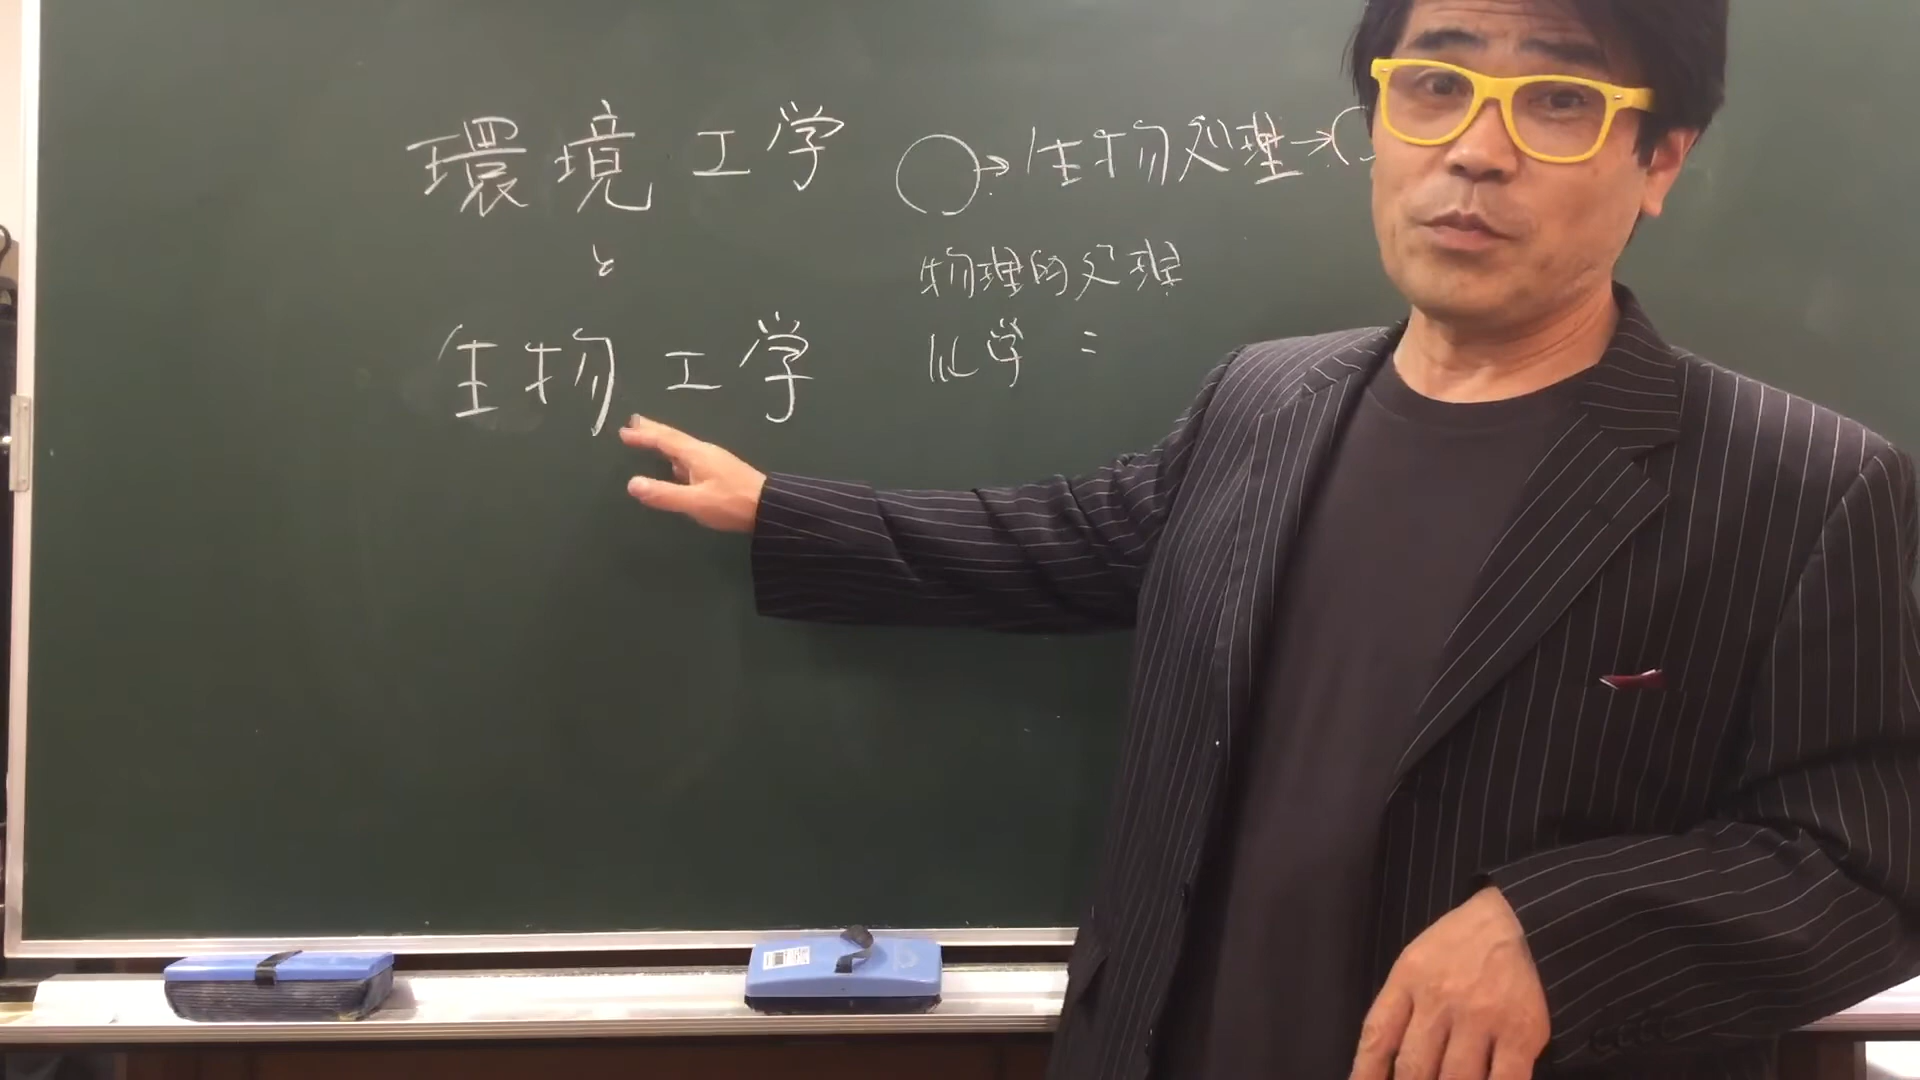 環境工学
と
生物工学
○→生物処理→
物理的処理
化学 〃